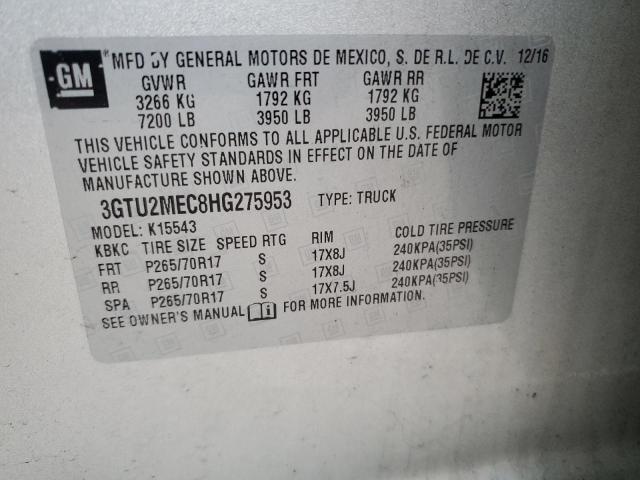 GM MFD BY GENERAL MOTORS DE MEXICO, S. DE R.L. DE C.V. 12/16
GVWR GAWR FRT GAWR RR
3266 KG 1792 KG 1792 KG
7200 LB 3950 LB 3950 LB
THIS VEHICLE CONFORMS TO ALL APPLICABLE U.S. FEDERAL MOTOR
VEHICLE SAFETY STANDARDS IN EFFECT ON THE DATE OF
MANUFACTURE SHOWN ABOVE.
3GTU2MEC8HG275953 TYPE: TRUCK
MODEL: K15543
KBKC TIRE SIZE SPEED RTG RIM COLD TIRE PRESSURE
FRT P265/70R17 S 17X8J 240KPA(35PSI)
RR P265/70R17 S 17X8J 240KPA(35PSI)
SPA P265/70R17 S 17X7.5J 240KPA(35PSI)
SEE OWNER'S MANUAL FOR MORE INFORMATION.